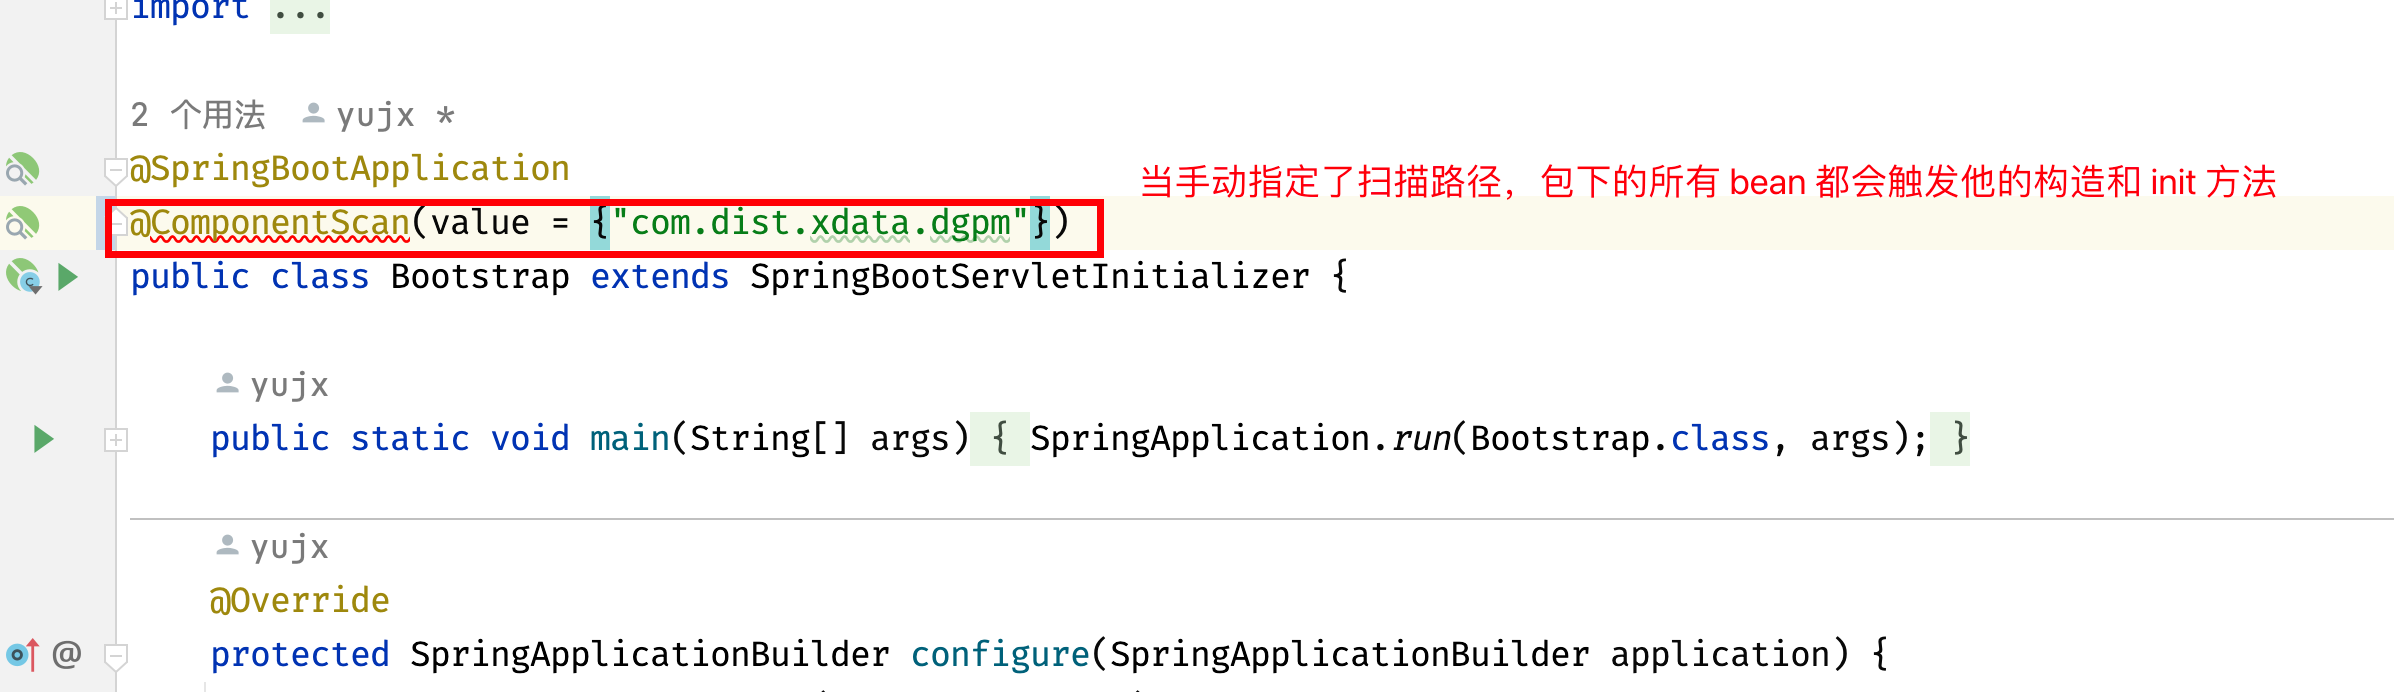 import ...
2 个用法 yujx *
@SpringBootApplication
当手动指定了扫描路径，包下的所有 bean 都会触发他的构造和 init 方法
@ComponentScan(value = {"com.dist.xdata.dgpm"})
public class Bootstrap extends SpringBootServletInitializer {
yujx
public static void main(String[] args) { SpringApplication.run(Bootstrap.class, args); }
yujx
@Override
@ protected SpringApplicationBuilder configure(SpringApplicationBuilder application) {